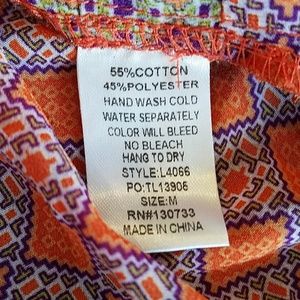 55%COTTON
45%POLYESTER
HAND WASH COLD
WATER SEPARATELY
COLOR WILL BLEED
NO BLEACH
HANG TO DRY
STYLE:L4066
PO:TL13905
SIZE:M
RN#130733
MADE IN CHINA